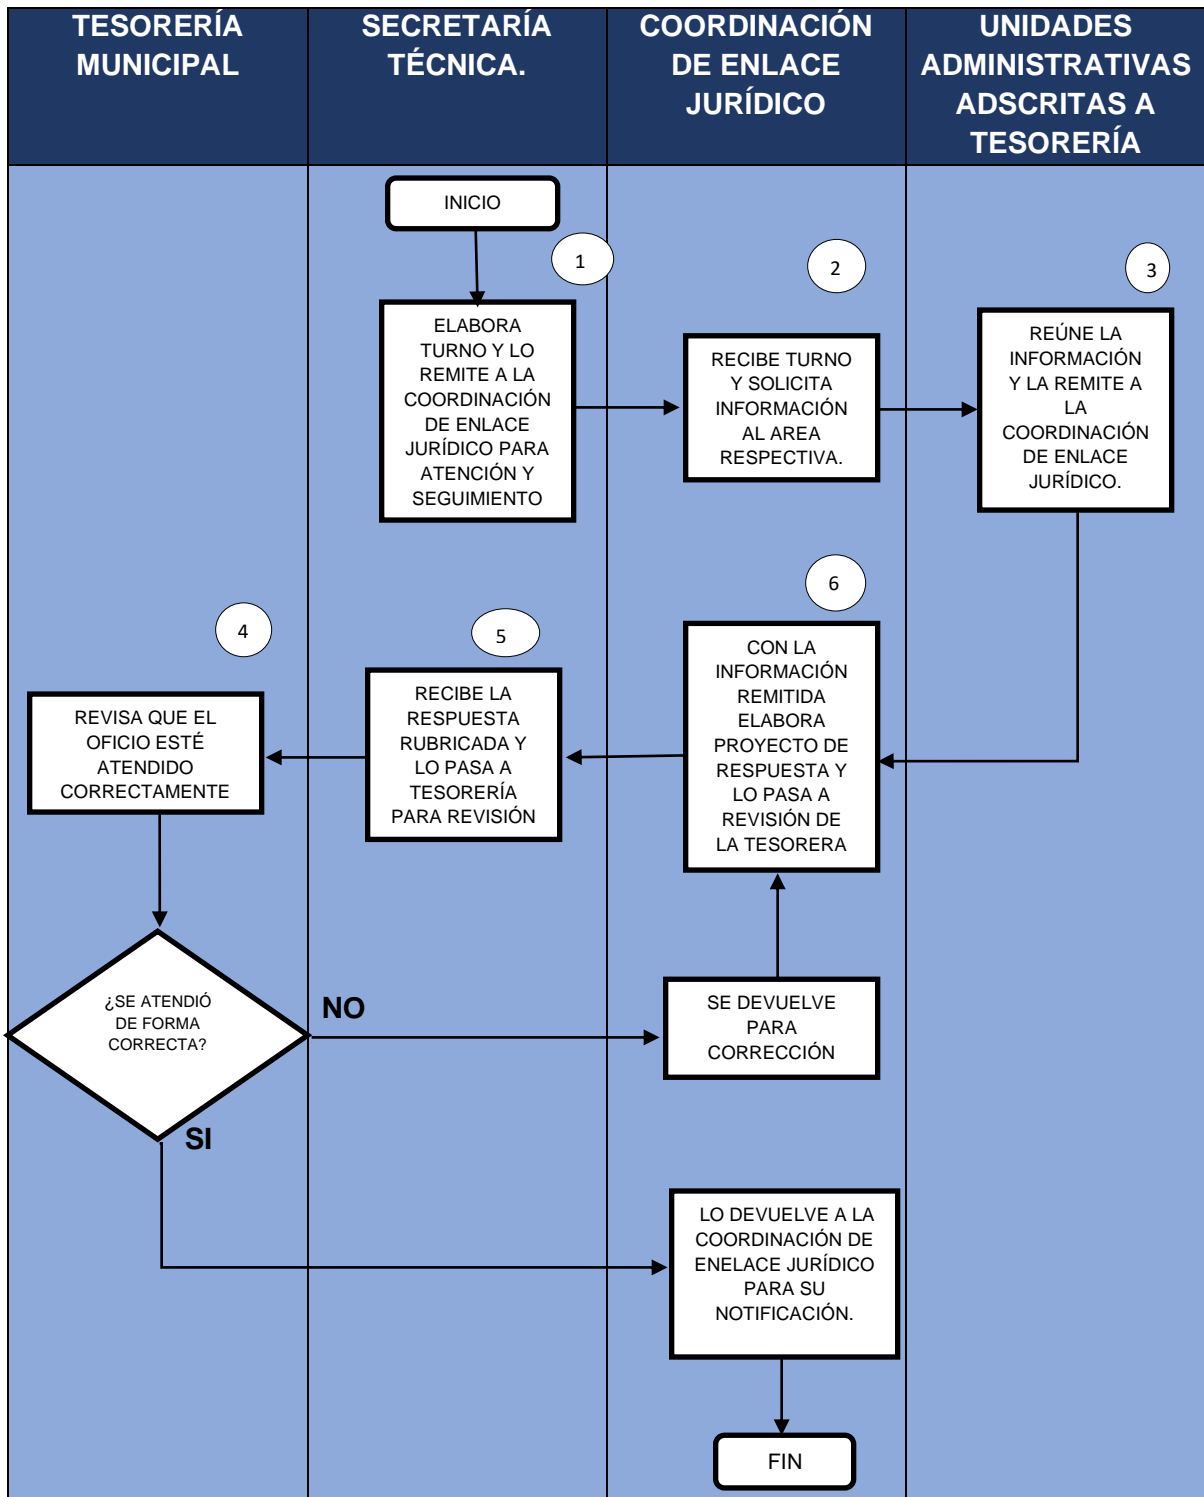 TESORERÍA
MUNICIPAL
SECRETARÍA
TÉCNICA.
COORDINACIÓN
DE ENLACE
JURÍDICO
UNIDADES
ADMINISTRATIVAS
ADSCRITAS A
TESORERÍA
INICIO
1
2
3
ELABORA
TURNO Y LO
REMITE A LA
COORDINACIÓN
DE ENLACE
JURÍDICO PARA
ATENCIÓN Y
SEGUIMIENTO
RECIBE TURNO
Y SOLICITA
INFORMACIÓN
AL AREA
RESPECTIVA.
REÚNE LA
INFORMACIÓN
Y LA REMITE A
LA
COORDINACIÓN
DE ENLACE
JURÍDICO.
4
5
6
REVISA QUE EL
OFICIO ESTÉ
ATENDIDO
CORRECTAMENTE
RECIBE LA
RESPUESTA
RUBRICADA Y
LO PASA A
TESORERÍA
PARA REVISIÓN
CON LA
INFORMACIÓN
REMITIDA
ELABORA
PROYECTO DE
RESPUESTA Y
LO PASA A
REVISIÓN DE
LA TESORERA
¿SE ATENDIÓ
DE FORMA
CORRECTA?
NO
SE DEVUELVE
PARA
CORRECCIÓN
SI
LO DEVUELVE A LA
COORDINACIÓN DE
ENELACE JURÍDICO
PARA SU
NOTIFICACIÓN.
FIN